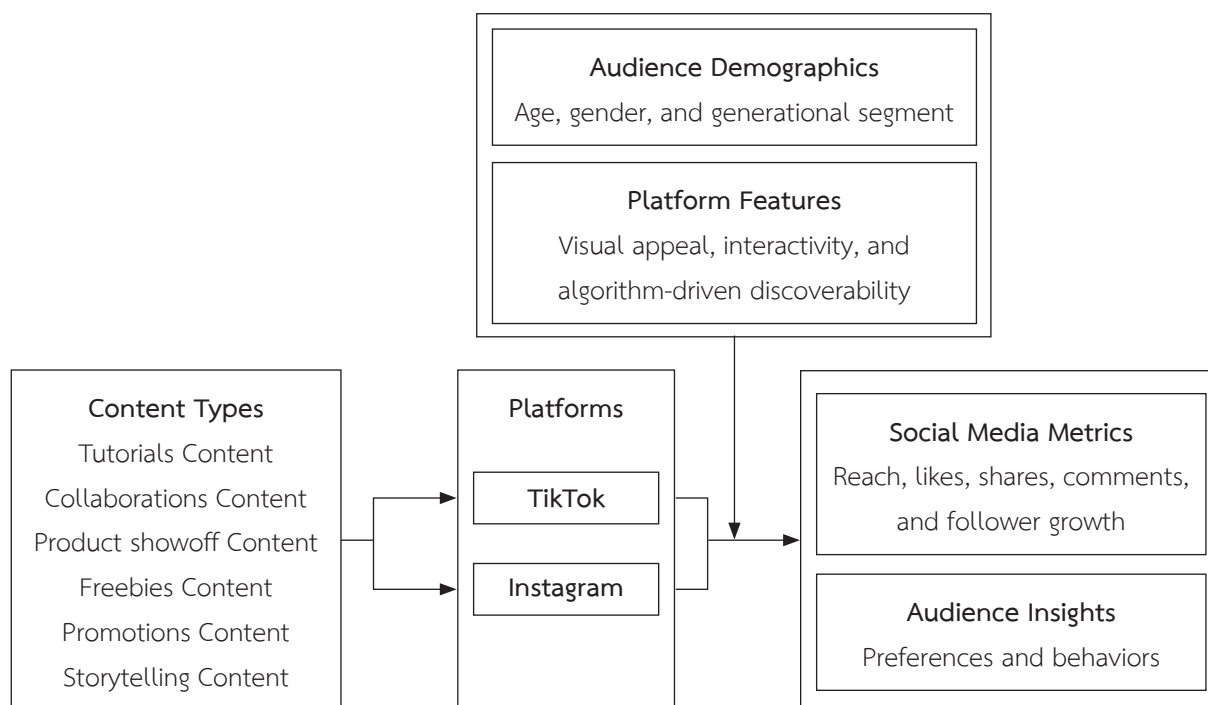 Audience Demographics
Age, gender, and generational segment
Platform Features
Visual appeal, interactivity, and
algorithm-driven discoverability
Content Types
Tutorials Content
Collaborations Content
Product showoff Content
Freebies Content
Promotions Content
Storytelling Content
Platforms
TikTok
Instagram
Social Media Metrics
Reach, likes, shares, comments,
and follower growth
Audience Insights
Preferences and behaviors